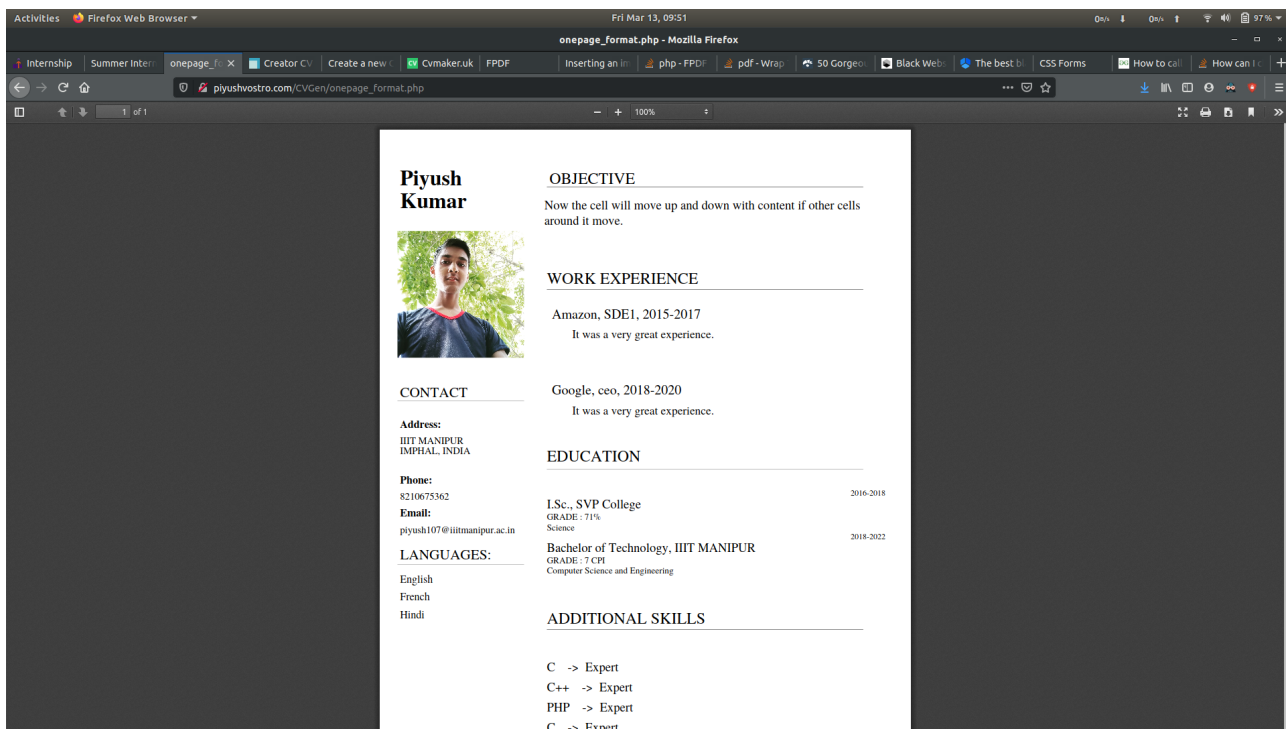 Activities
Firefox Web Browser
Fri Mar 13, 09:51
0B/s
0B/s
97%
onepage_format.php - Mozilla Firefox
Internship
Summer Intern
onepage_fo
Creator CV
Create a new
Cvmaker.uk
FPDF
Inserting an im
php - FPDF
pdf - Wrap
50 Gorgeou
Black Webs
The best bl
CSS Forms
How to call
How can I c
piyushvostro.com/CVGen/onepage_format.php
1 of 1
100%
Piyush
Kumar
CONTACT
Address:
IIIT MANIPUR
IMPHAL, INDIA
Phone:
8210675362
Email:
piyush107@iiitmanipur.ac.in
LANGUAGES:
English
French
Hindi
OBJECTIVE
Now the cell will move up and down with content if other cells
around it move.
WORK EXPERIENCE
Amazon, SDE1, 2015-2017
It was a very great experience.
Google, ceo, 2018-2020
It was a very great experience.
EDUCATION
2016-2018
I.Sc., SVP College
GRADE : 71%
Science
2018-2022
Bachelor of Technology, IIIT MANIPUR
GRADE : 7 CPI
Computer Science and Engineering
ADDITIONAL SKILLS
C -> Expert
C++ -> Expert
PHP -> Expert
C -> Expert